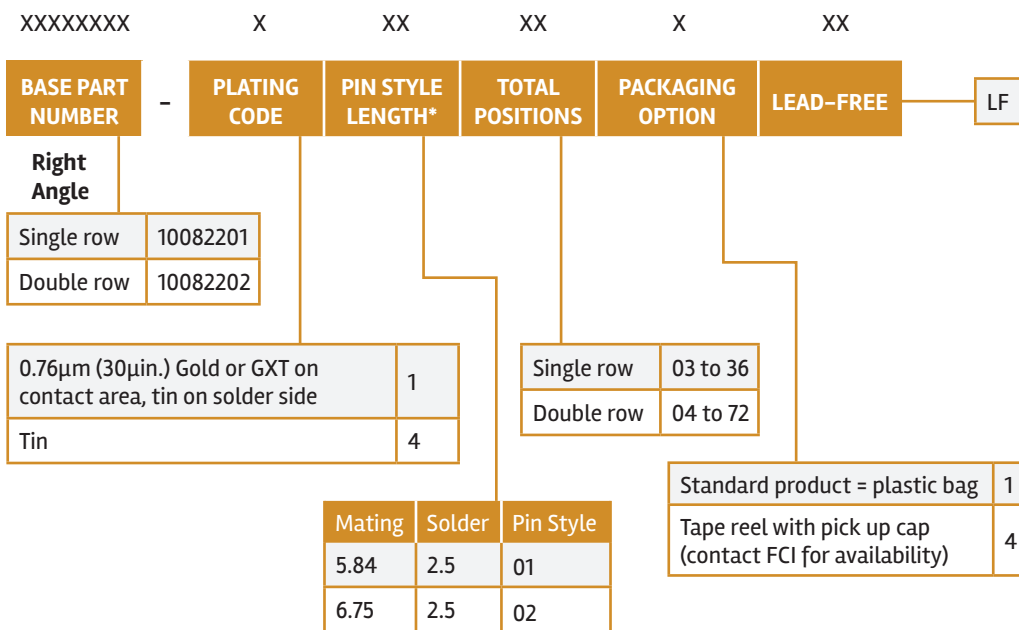 XXXXXXXX X XX XX X XX
BASE PART NUMBER - PLATING CODE PIN STYLE LENGTH* TOTAL POSITIONS PACKAGING OPTION LEAD-FREE LF
Right
Angle
Single row 10082201
Double row 10082202
0.76µm (30µin.) Gold or GXT on
contact area, tin on solder side 1
Tin 4
Single row 03 to 36
Double row 04 to 72
Standard product = plastic bag 1
Tape reel with pick up cap
(contact FCI for availability) 4
Mating Solder Pin Style
5.84 2.5 01
6.75 2.5 02